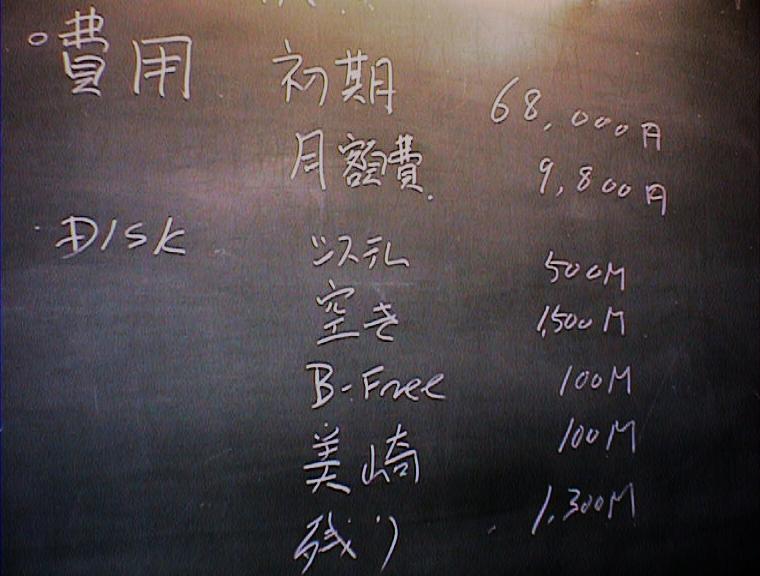 ○費用 初期 68,000円
月額費. 9,800円
・DISK システム 500M
空き 1,500M
B-Free 100M
美崎 100M
残り 1,300M